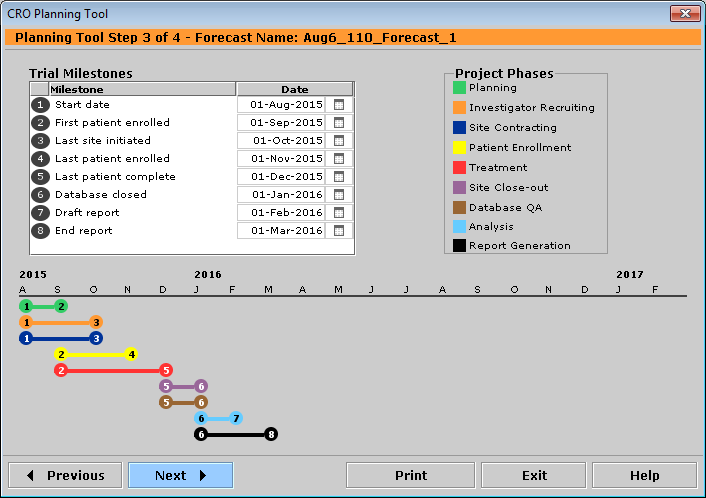 CRO Planning Tool
Planning Tool Step 3 of 4 - Forecast Name: Aug6_110_Forecast_1
Trial Milestones
Milestone Date
1 Start date 01-Aug-2015
2 First patient enrolled 01-Sep-2015
3 Last site initiated 01-Oct-2015
4 Last patient enrolled 01-Nov-2015
5 Last patient complete 01-Dec-2015
6 Database closed 01-Jan-2016
7 Draft report 01-Feb-2016
8 End report 01-Mar-2016
Project Phases
Planning
Investigator Recruiting
Site Contracting
Patient Enrollment
Treatment
Site Close-out
Database QA
Analysis
Report Generation
2015 2016 2017
A S O N D J F M A M J J A S O N D J F
1 2
1 3
1 3
2 4
2 5
5 6
5 6
6 7
6 8
Previous Next Print Exit Help